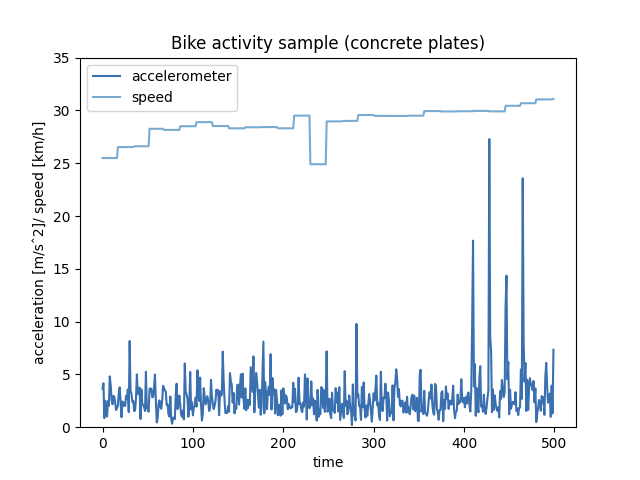 Bike activity sample (concrete plates)
accelerometer
speed
acceleration [m/sˆ2]/ speed [km/h]
35
30
25
20
15
10
5
0
0 100 200 300 400 500
time